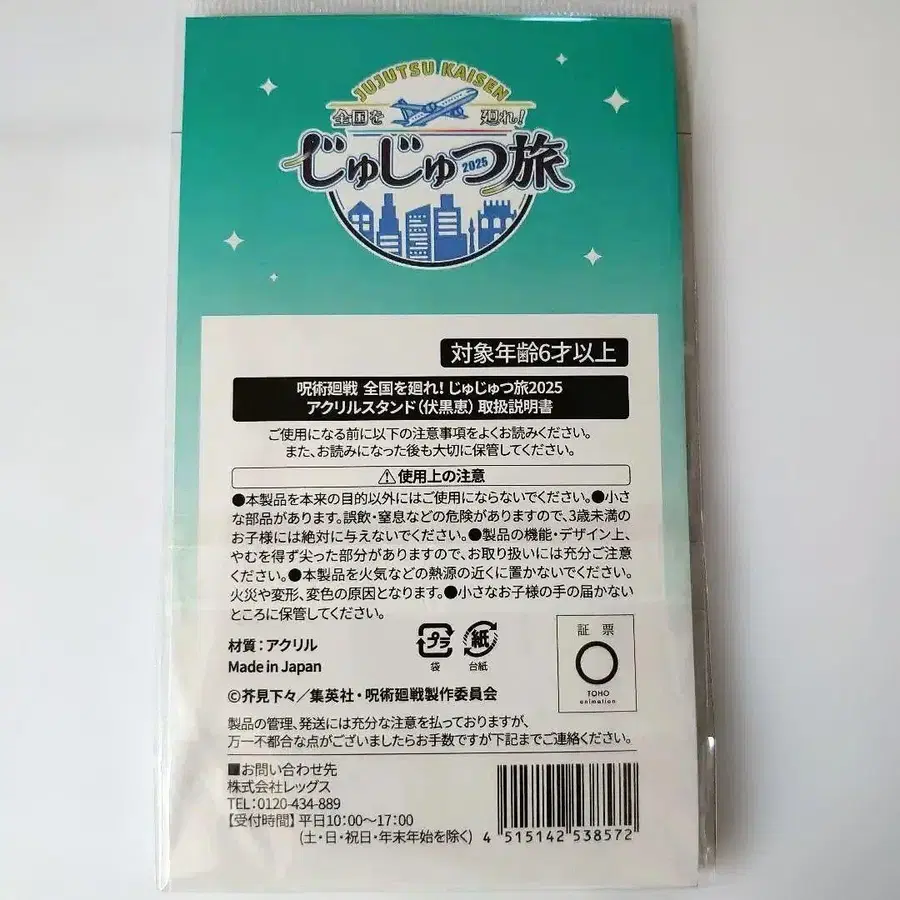 JUJUTSU KAISEN
全国を 廻れ!
じゅじゅつ旅
2025
対象年齢6才以上
呪術廻戦 全国を廻れ! じゅじゅつ旅2025
アクリルスタンド(伏黒恵) 取扱説明書
ご使用になる前に以下の注意事項をよくお読みください。
また、お読みになった後も大切に保管してください。
⚠使用上の注意
●本製品を本来の目的以外にはご使用にならないでください。●小さ
な部品があります。誤飲・窒息などの危険がありますので、3歳未満の
お子様には絶対に与えないでください。●製品の機能・デザイン上、
やむを得ず尖った部分がありますので、お取り扱いには充分ご注意
ください。●本製品を火気などの熱源の近くに置かないでください。
火災や変形、変色の原因となります。●小さなお子様の手の届かない
ところに保管してください。
材質:アクリル
Made in Japan
プラ
袋
紙
台紙
証票
TOHO
animation
©芥見下々/集英社・呪術廻戦製作委員会
製品の管理、発送には充分な注意を払っておりますが、
万一不都合な点がございましたらお手数ですが下記までご連絡ください。
■お問い合わせ先
株式会社レッグス
TEL:0120-434-889
【受付時間】平日10:00~17:00
(土・日・祝日・年末年始を除く)
4 515142 538572